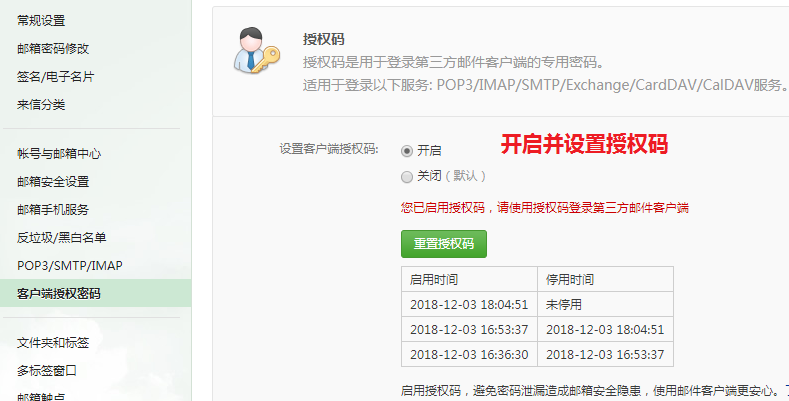 常规设置
邮箱密码修改
签名/电子名片
来信分类
帐号与邮箱中心
邮箱安全设置
邮箱手机服务
反垃圾/黑白名单
POP3/SMTP/IMAP
客户端授权密码
文件夹和标签
多标签窗口
邮箱触点
授权码
授权码是用于登录第三方邮件客户端的专用密码。
适用于登录以下服务: POP3/IMAP/SMTP/Exchange/CardDAV/CalDAV服务。
设置客户端授权码: 开启 开启并设置授权码
关闭（默认）
您已启用授权码，请使用授权码登录第三方邮件客户端
重置授权码
启用时间 停用时间
2018-12-03 18:04:51 未停用
2018-12-03 16:53:37 2018-12-03 18:04:51
2018-12-03 16:36:30 2018-12-03 16:53:37
启用授权码，避免密码泄漏造成邮箱安全隐患，使用邮件客户端更安心。